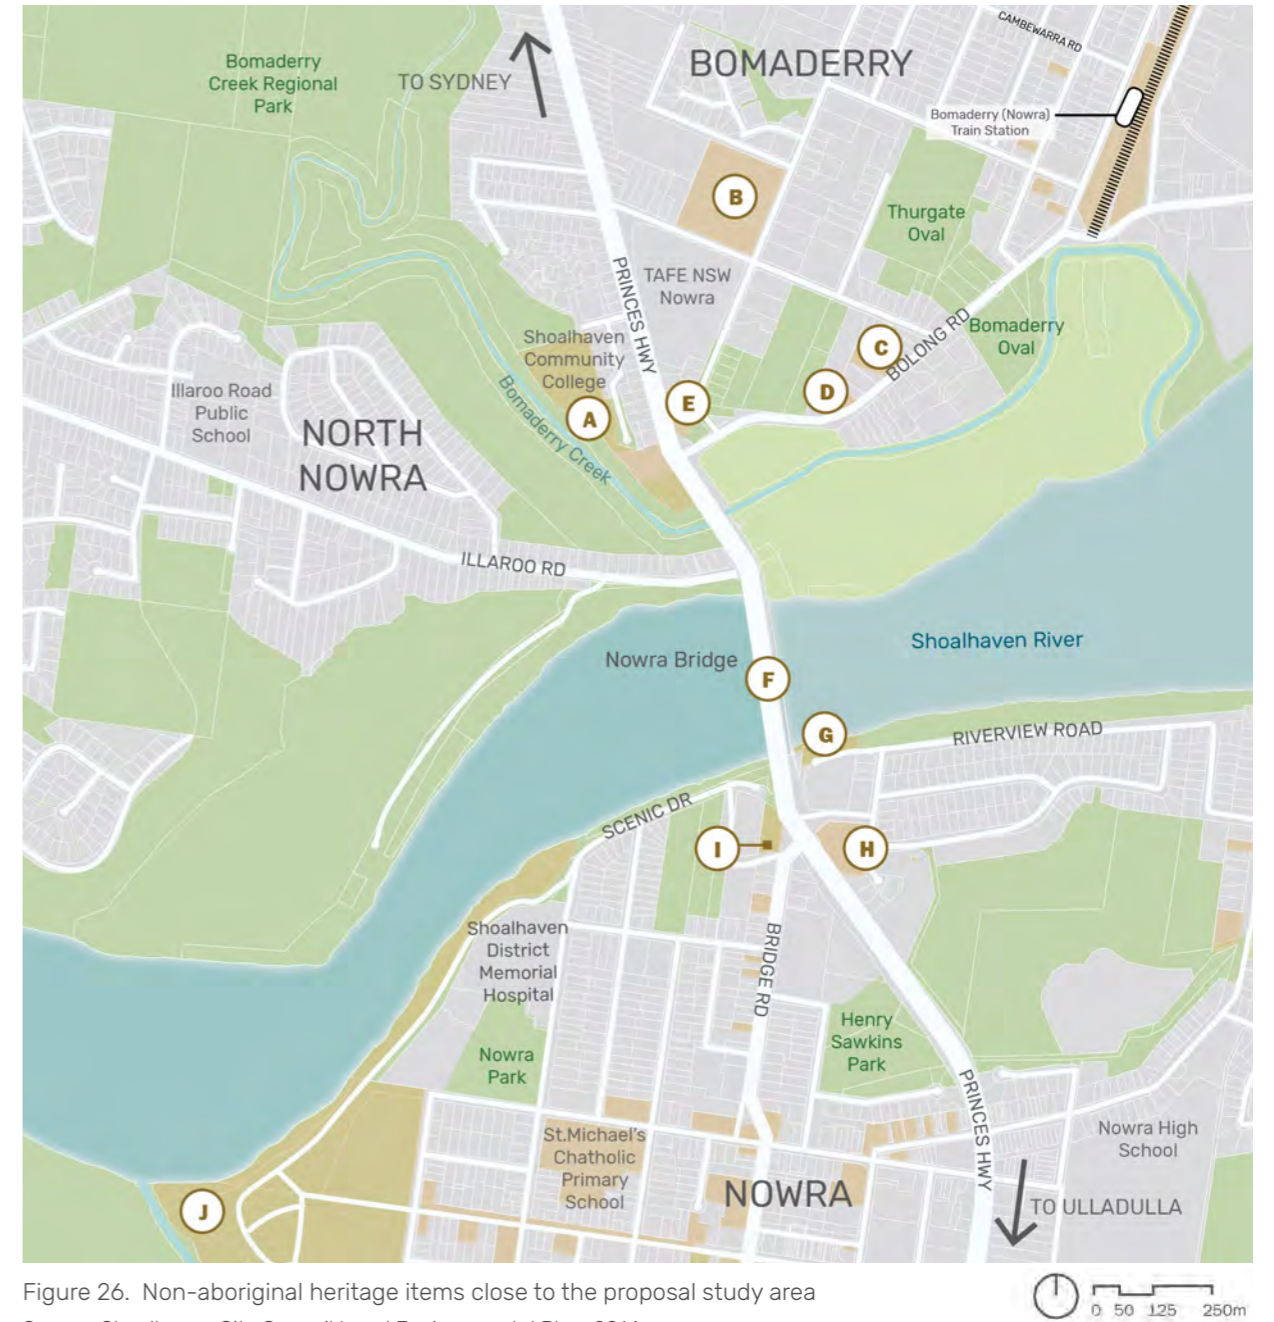 CAMBEWARRA RD
BOMADERRY
Bomaderry
Creek Regional
Park
TO SYDNEY
Bomaderry (Nowra)
Train Station
B
Thurgate
Oval
PRINCES HWY
TAFE NSW
Nowra
Shoalhaven
Community
College
BOLONG RD
Bomaderry
Oval
C
D
E
A
Illaroo Road
Public
School
Bomaderry Creek
NORTH
NOWRA
ILLAROO RD
Shoalhaven River
Nowra Bridge
F
G
RIVERVIEW ROAD
SCENIC DR
I
H
Shoalhaven
District
Memorial
Hospital
BRIDGE RD
Henry
Sawkins
Park
Nowra
Park
PRINCES HWY
St.Michael's
Chatholic
Primary
School
Nowra High
School
NOWRA
TO ULLADULLA
J
Figure 26. Non-aboriginal heritage items close to the proposal study area
0 50 125 250m